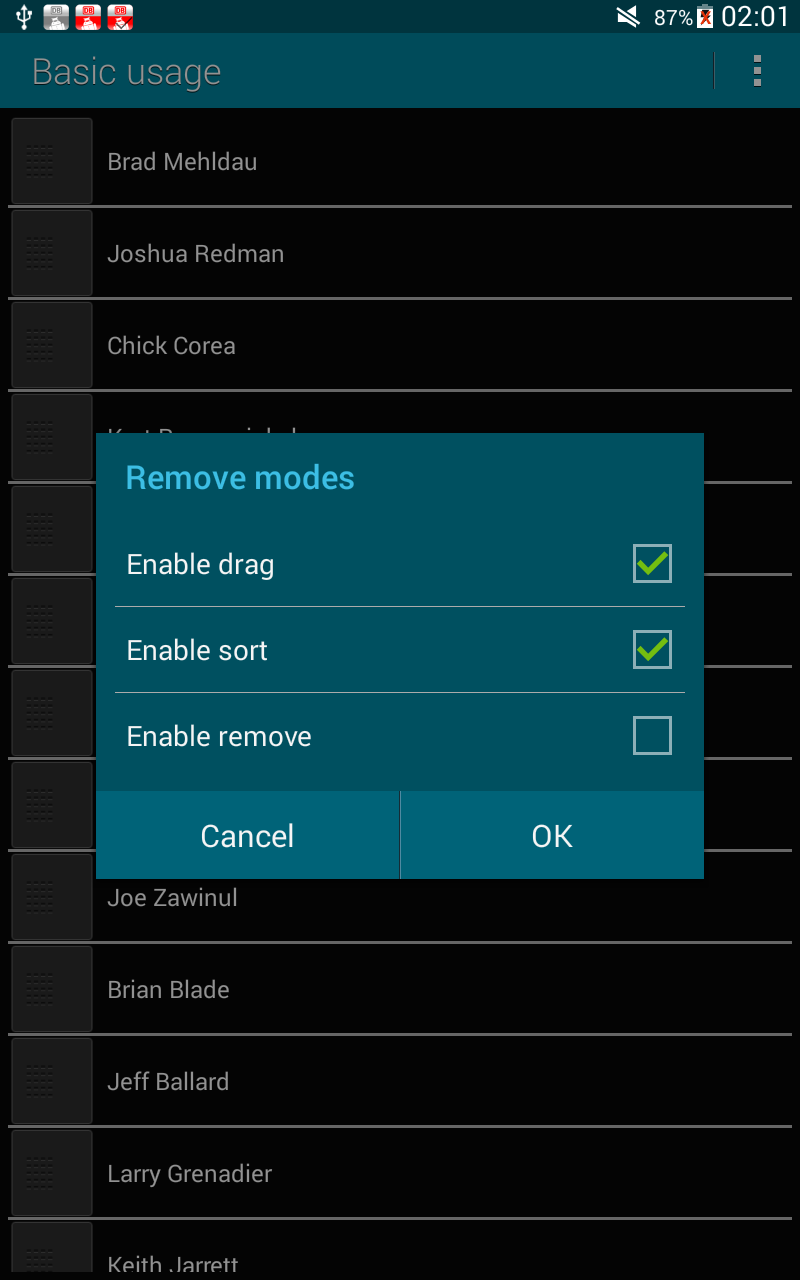 87% 02:01
Basic usage
Brad Mehldau
Joshua Redman
Chick Corea
Remove modes
Enable drag
Enable sort
Enable remove
Cancel OK
Joe Zawinul
Brian Blade
Jeff Ballard
Larry Grenadier
Keith Jarrett